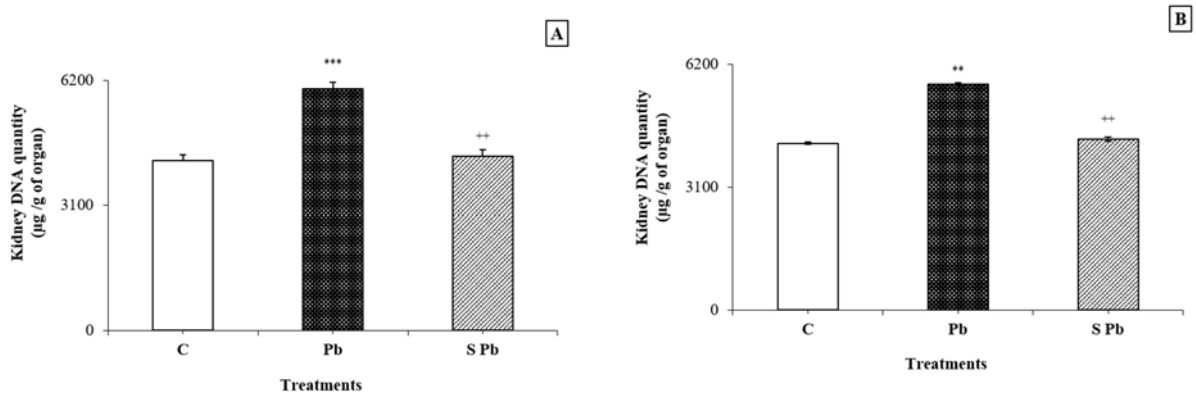 A
Kidney DNA quantity
(µg /g of organ)
6200
3100
0
***
++
C
Pb
S Pb
Treatments
B
Kidney DNA quantity
(µg /g of organ)
6200
3100
0
**
++
C
Pb
S Pb
Treatments